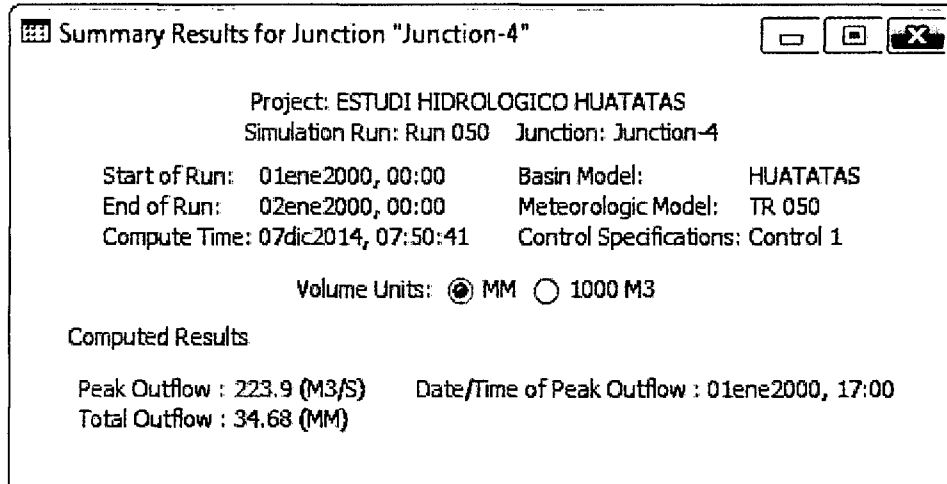 Summary Results for Junction "Junction-4"
Project: ESTUDI HIDROLOGICO HUATATAS
Simulation Run: Run 050 Junction: Junction-4
Start of Run: 01ene2000, 00:00 Basin Model: HUATATAS
End of Run: 02ene2000, 00:00 Meteorologic Model: TR 050
Compute Time: 07dic2014, 07:50:41 Control Specifications: Control 1
Volume Units: MM 1000 M3
Computed Results
Peak Outflow : 223.9 (M3/S) Date/Time of Peak Outflow : 01ene2000, 17:00
Total Outflow : 34.68 (MM)